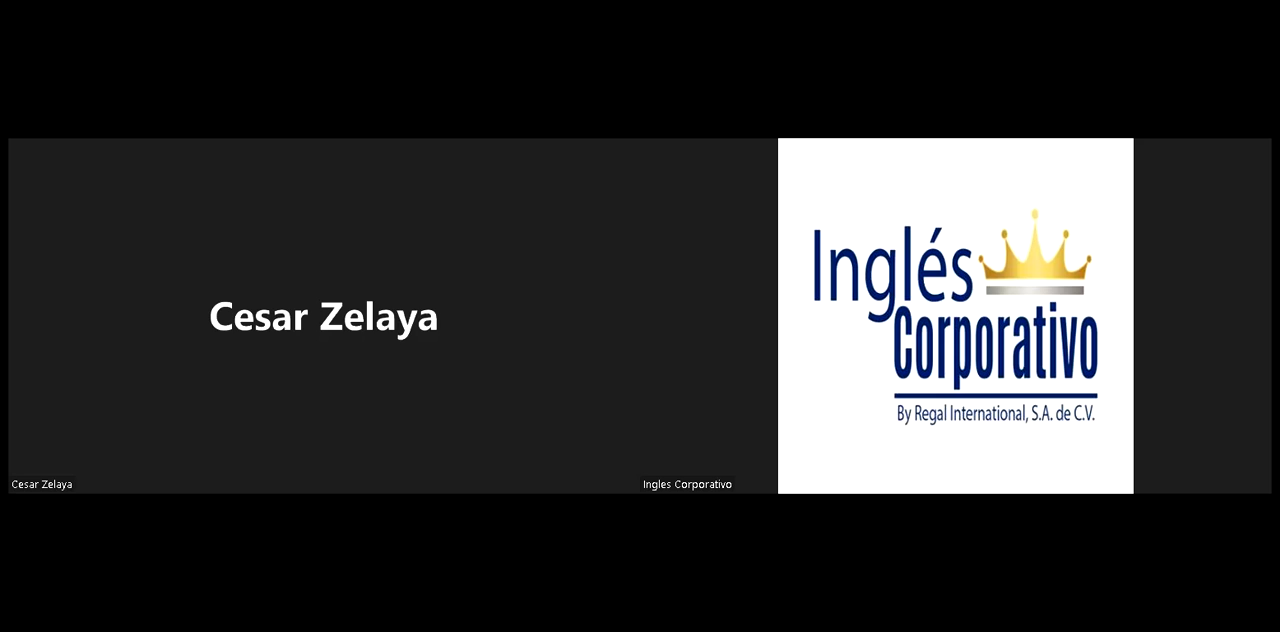 Cesar Zelaya
Cesar Zelaya
Inglés
Corporativo
By Regal International, S.A. de C.V.
Ingles Corporativo